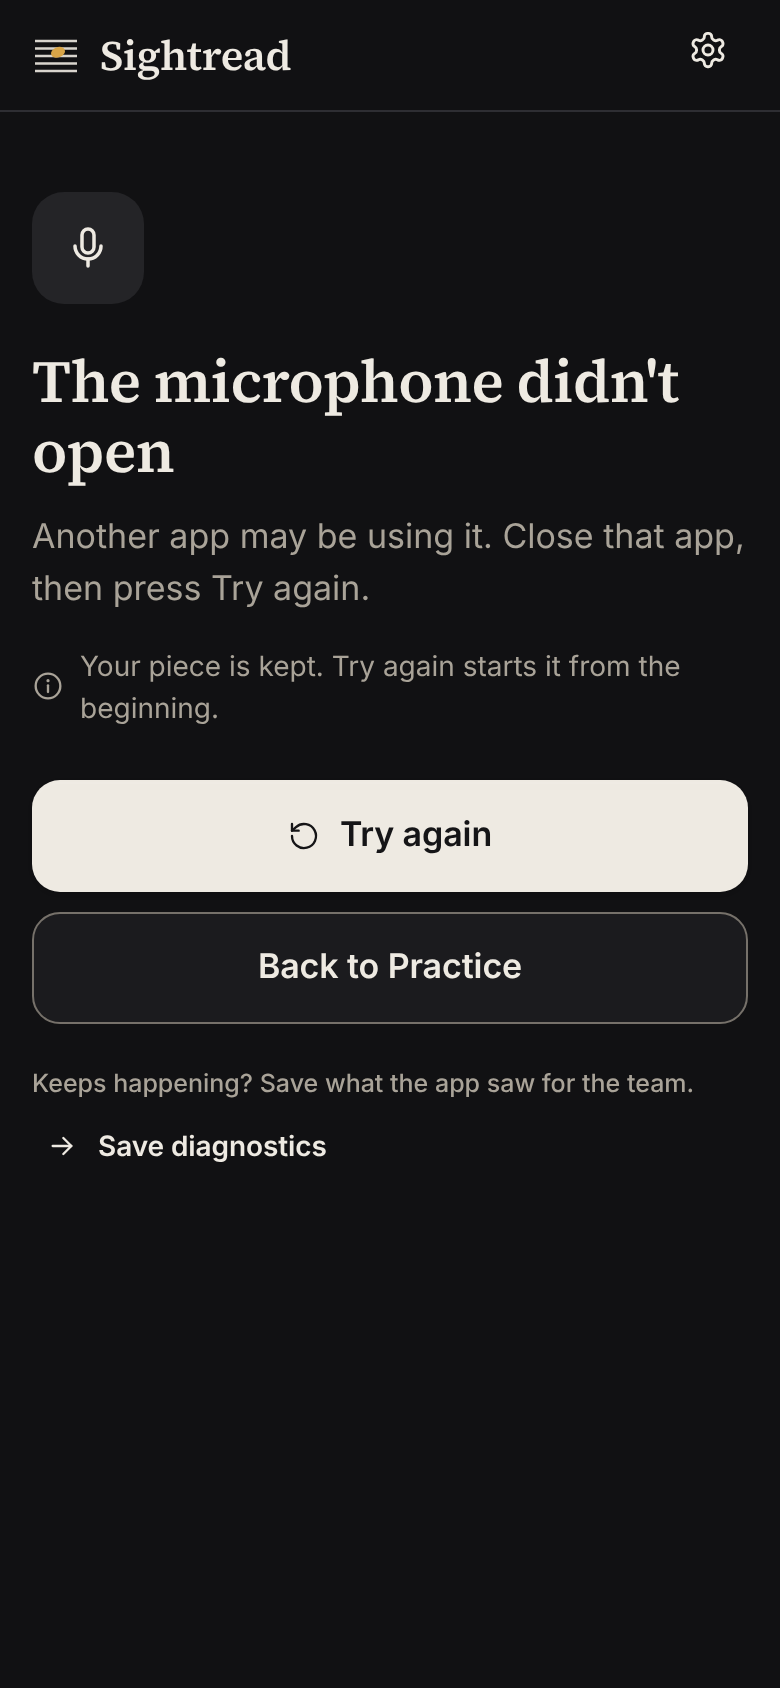 Sightread
The microphone didn't
open
Another app may be using it. Close that app,
then press Try again.
Your piece is kept. Try again starts it from the
beginning.
Try again
Back to Practice
Keeps happening? Save what the app saw for the team.
Save diagnostics